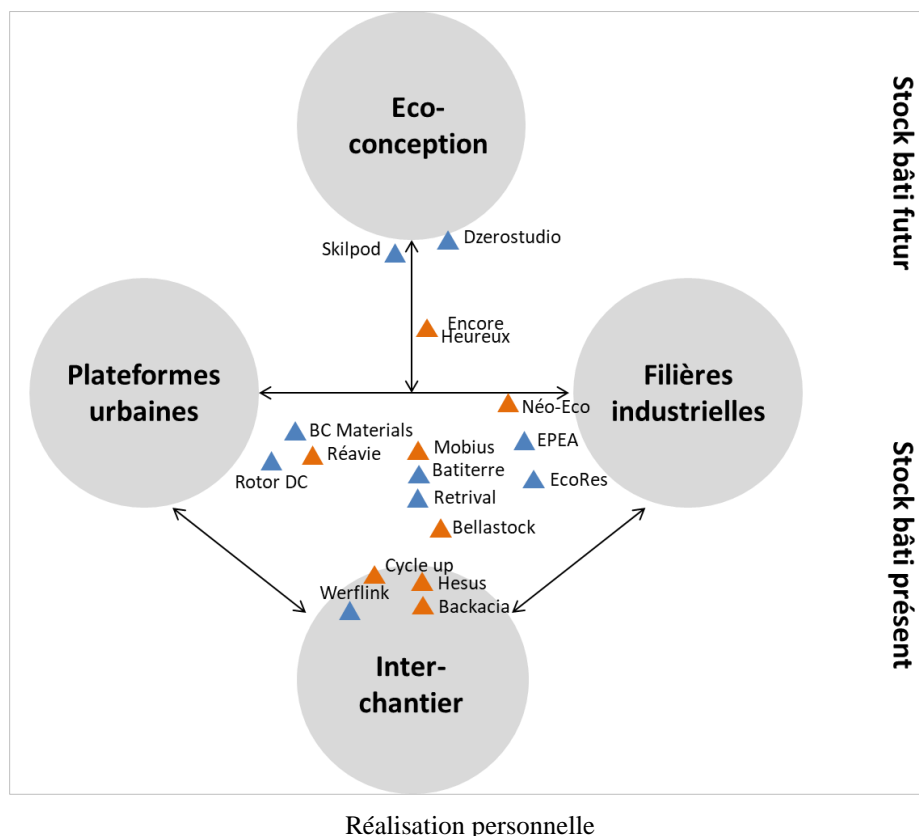 Eco-
conception
Stock bâti futur
Skilpod
Dzerostudio
Encore
Heureux
Plateformes
urbaines
Filières
industrielles
Néo-Eco
BC Materials
Réavie
Rotor DC
Mobius
Batiterre
Retrival
EPEA
EcoRes
Bellastock
Stock bâti présent
Cycle up
Werflink
Hesus
Backacia
Inter-
chantier
Réalisation personnelle